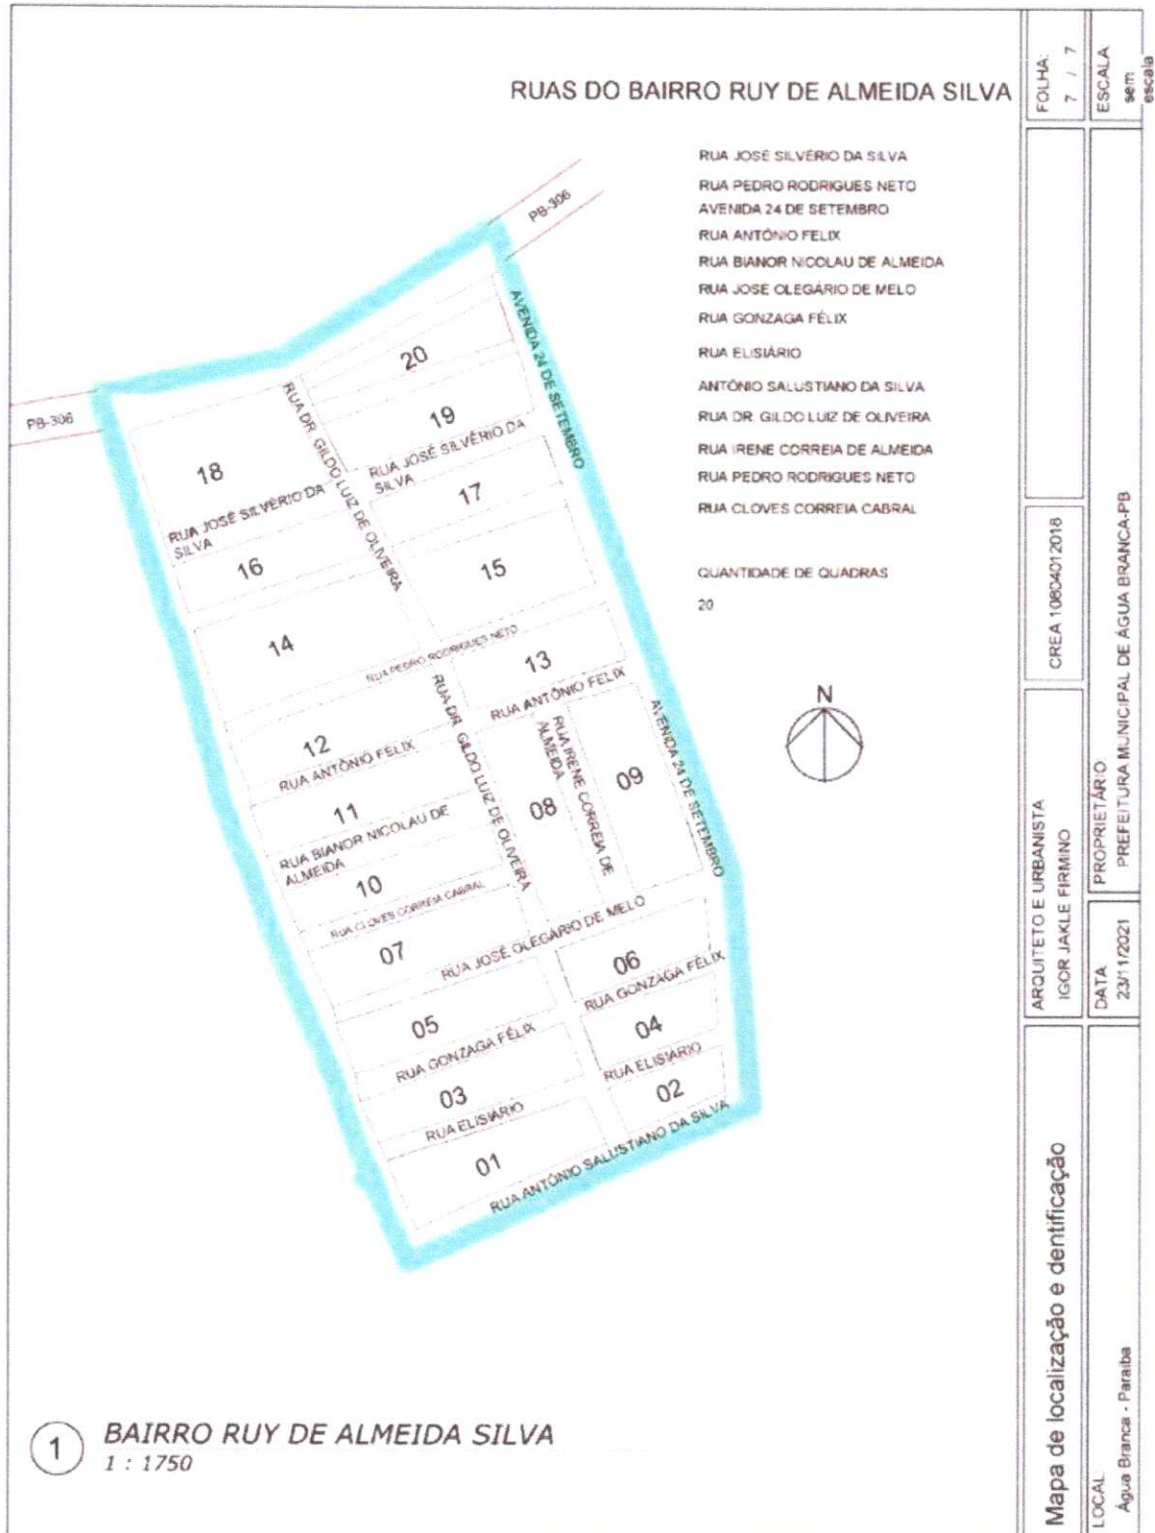 RUAS DO BAIRRO RUY DE ALMEIDA SILVA
RUA JOSÉ SILVÉRIO DA SILVA
RUA PEDRO RODRIGUES NETO
AVENIDA 24 DE SETEMBRO
RUA ANTÔNIO FELIX
RUA BIANOR NICOLAU DE ALMEIDA
RUA JOSÉ OLEGÁRIO DE MELO
RUA GONZAGA FÉLIX
RUA ELISIÁRIO
ANTÔNIO SALUSTIANO DA SILVA
RUA DR. GILDO LUIZ DE OLIVEIRA
RUA IRENE CORREIA DE ALMEIDA
RUA PEDRO RODRIGUES NETO
RUA CLOVES CORREIA CABRAL
QUANTIDADE DE QUADRAS
20
N
PB-306
PB-306
AVENIDA 24 DE SETEMBRO
20
RUA DR. GILDO LUIZ DE OLIVEIRA
19
18
RUA JOSÉ SILVÉRIO DA
SILVA
RUA JOSÉ SILVÉRIO DA
SILVA
17
16
15
14
RUA PEDRO RODRIGUES NETO
13
RUA ANTÔNIO FELIX
RUA DR. GILDO LUIZ DE OLIVEIRA
12
RUA ANTÔNIO FELIX
RUA IRENE CORREIA DE
ALMEIDA
AVENIDA 24 DE SETEMBRO
09
08
11
RUA BIANOR NICOLAU DE
ALMEIDA
10
RUA CLOVES CORREIA CABRAL
07
RUA JOSÉ OLEGÁRIO DE MELO
06
RUA GONZAGA FÉLIX
05
RUA GONZAGA FÉLIX
04
RUA ELISIARIO
03
RUA ELISIARIO
02
01
RUA ANTÔNIO SALUSTIANO DA SILVA
1
BAIRRO RUY DE ALMEIDA SILVA
1 : 1750
Mapa de localização e dentificação
ARQUITETO E URBANISTA
IGOR JAKLE FIRMINO
CREA 10804012018
FOLHA:
7 / 7
LOCAL:
Água Branca - Paraíba
DATA
23/11/2021
PROPRIETÁRIO:
PREFEITURA MUNICIPAL DE ÁGUA BRANCA-PB
ESCALA
sem
escala